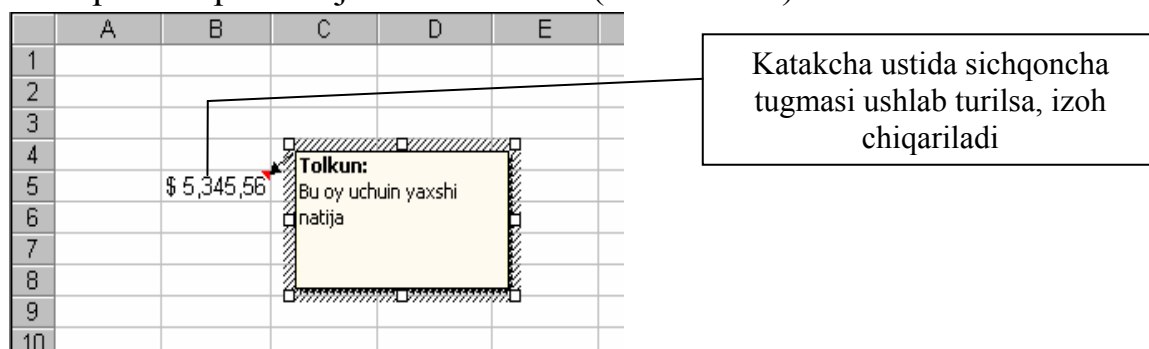 A B C D E
1
2
3
4
5
6
7
8
9
10
$ 5,345,56
Tolkun:
Bu oy uchuin yaxshi
natija
Katakcha ustida sichqoncha
tugmasi ushlab turilsa, izoh
chiqariladi